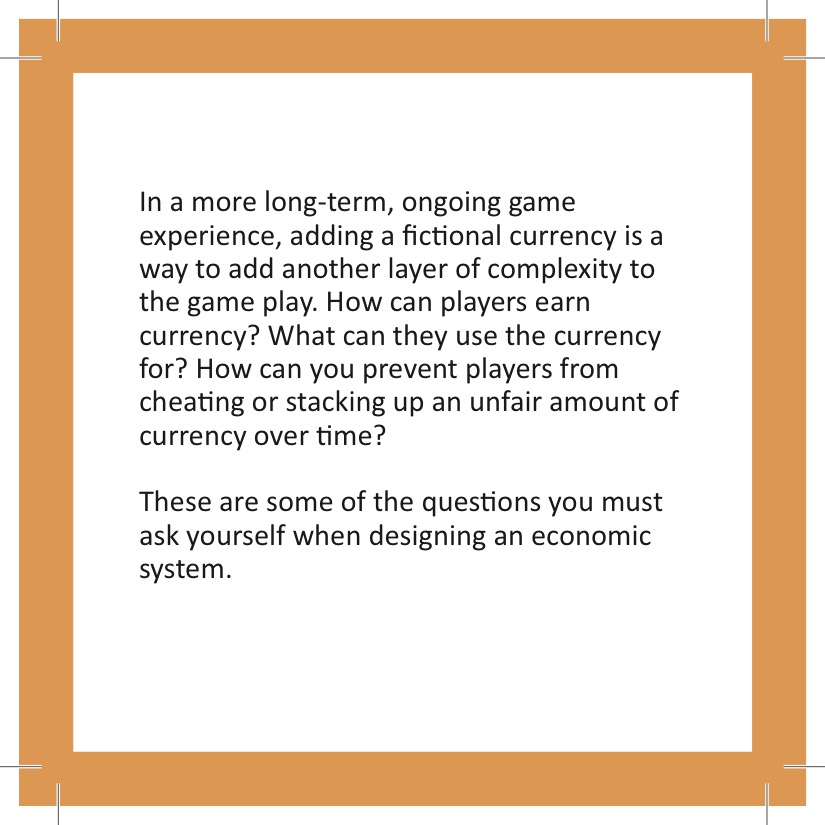 In a more long-term, ongoing game
experience, adding a fictional currency is a
way to add another layer of complexity to
the game play. How can players earn
currency? What can they use the currency
for? How can you prevent players from
cheating or stacking up an unfair amount of
currency over time?
These are some of the questions you must
ask yourself when designing an economic
system.